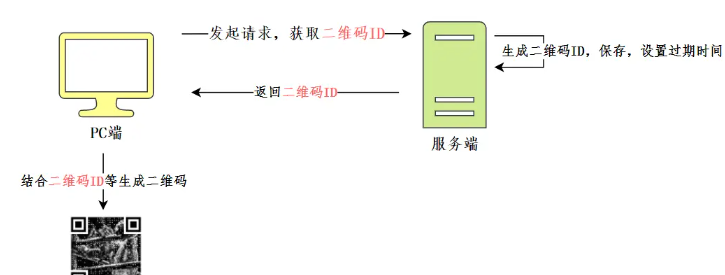 发起请求，获取二维码ID
生成二维码ID，保存，设置过期时间
返回二维码ID
PC端
服务端
结合二维码ID等生成二维码